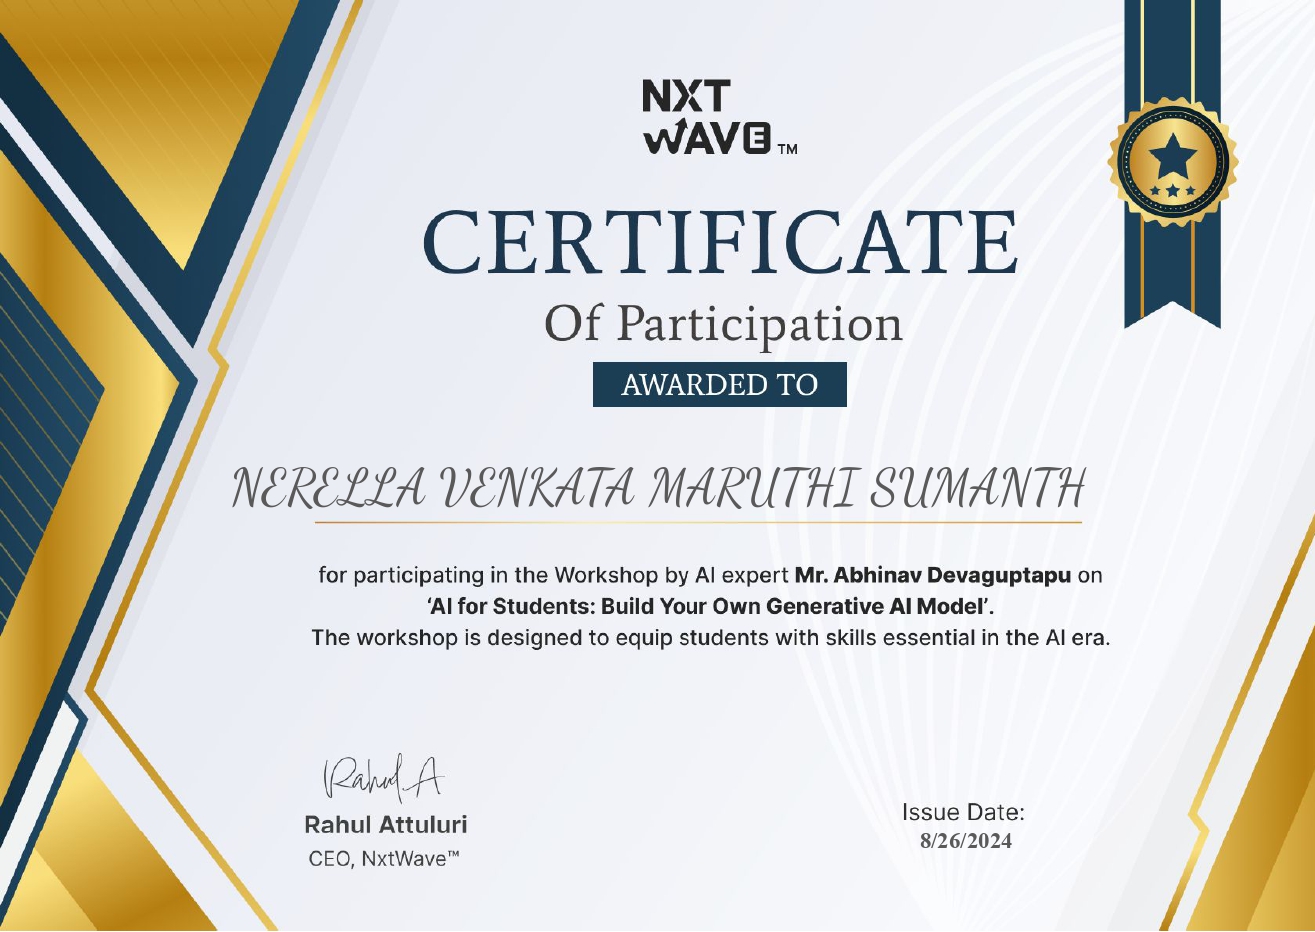 NXT
WAVE™
CERTIFICATE
Of Participation
AWARDED TO
NERELLA VENKATA MARUTHI SUMANTH
for participating in the Workshop by AI expert Mr. Abhinav Devaguptapu on
‘AI for Students: Build Your Own Generative AI Model’.
The workshop is designed to equip students with skills essential in the AI era.
Rahul A
Rahul Attuluri
CEO, NxtWave™
Issue Date:
8/26/2024